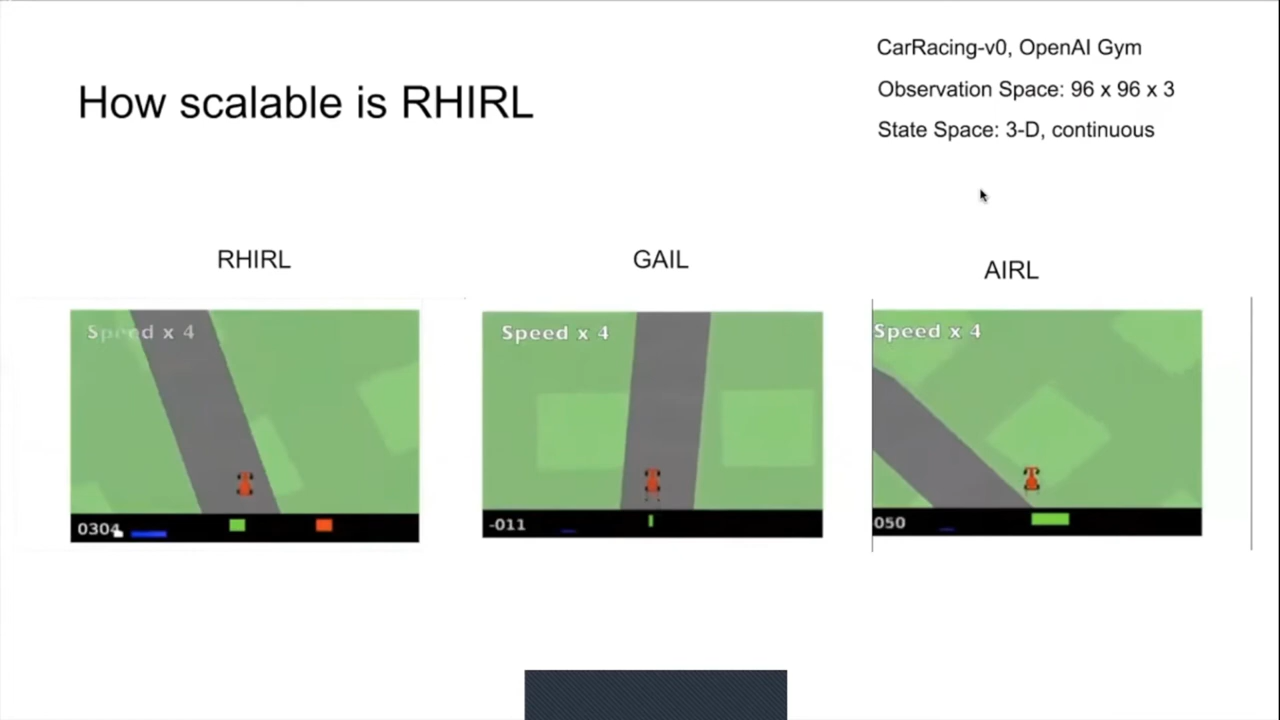 How scalable is RHIRL
CarRacing-v0, OpenAI Gym
Observation Space: 96 x 96 x 3
State Space: 3-D, continuous
RHIRL
GAIL
AIRL
Speed x 4
Speed x 4
Speed x 4
0304
-011
050